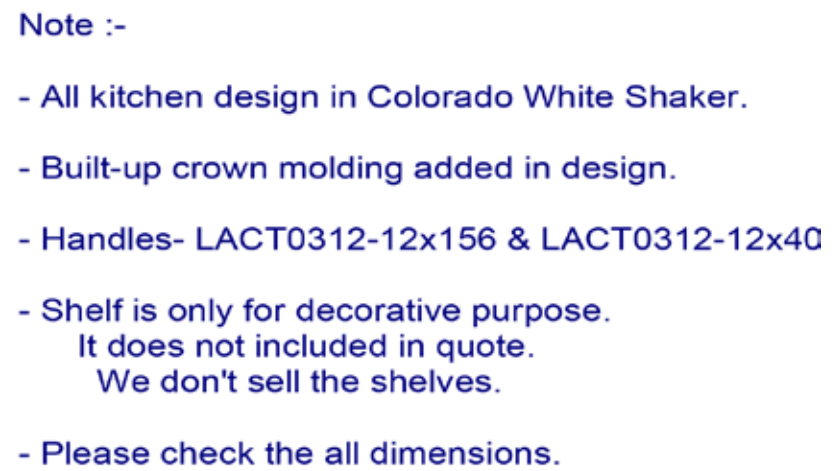 Note :-
- All kitchen design in Colorado White Shaker.
- Built-up crown molding added in design.
- Handles- LACT0312-12x156 & LACT0312-12x40
- Shelf is only for decorative purpose.
It does not included in quote.
We don't sell the shelves.
- Please check the all dimensions.